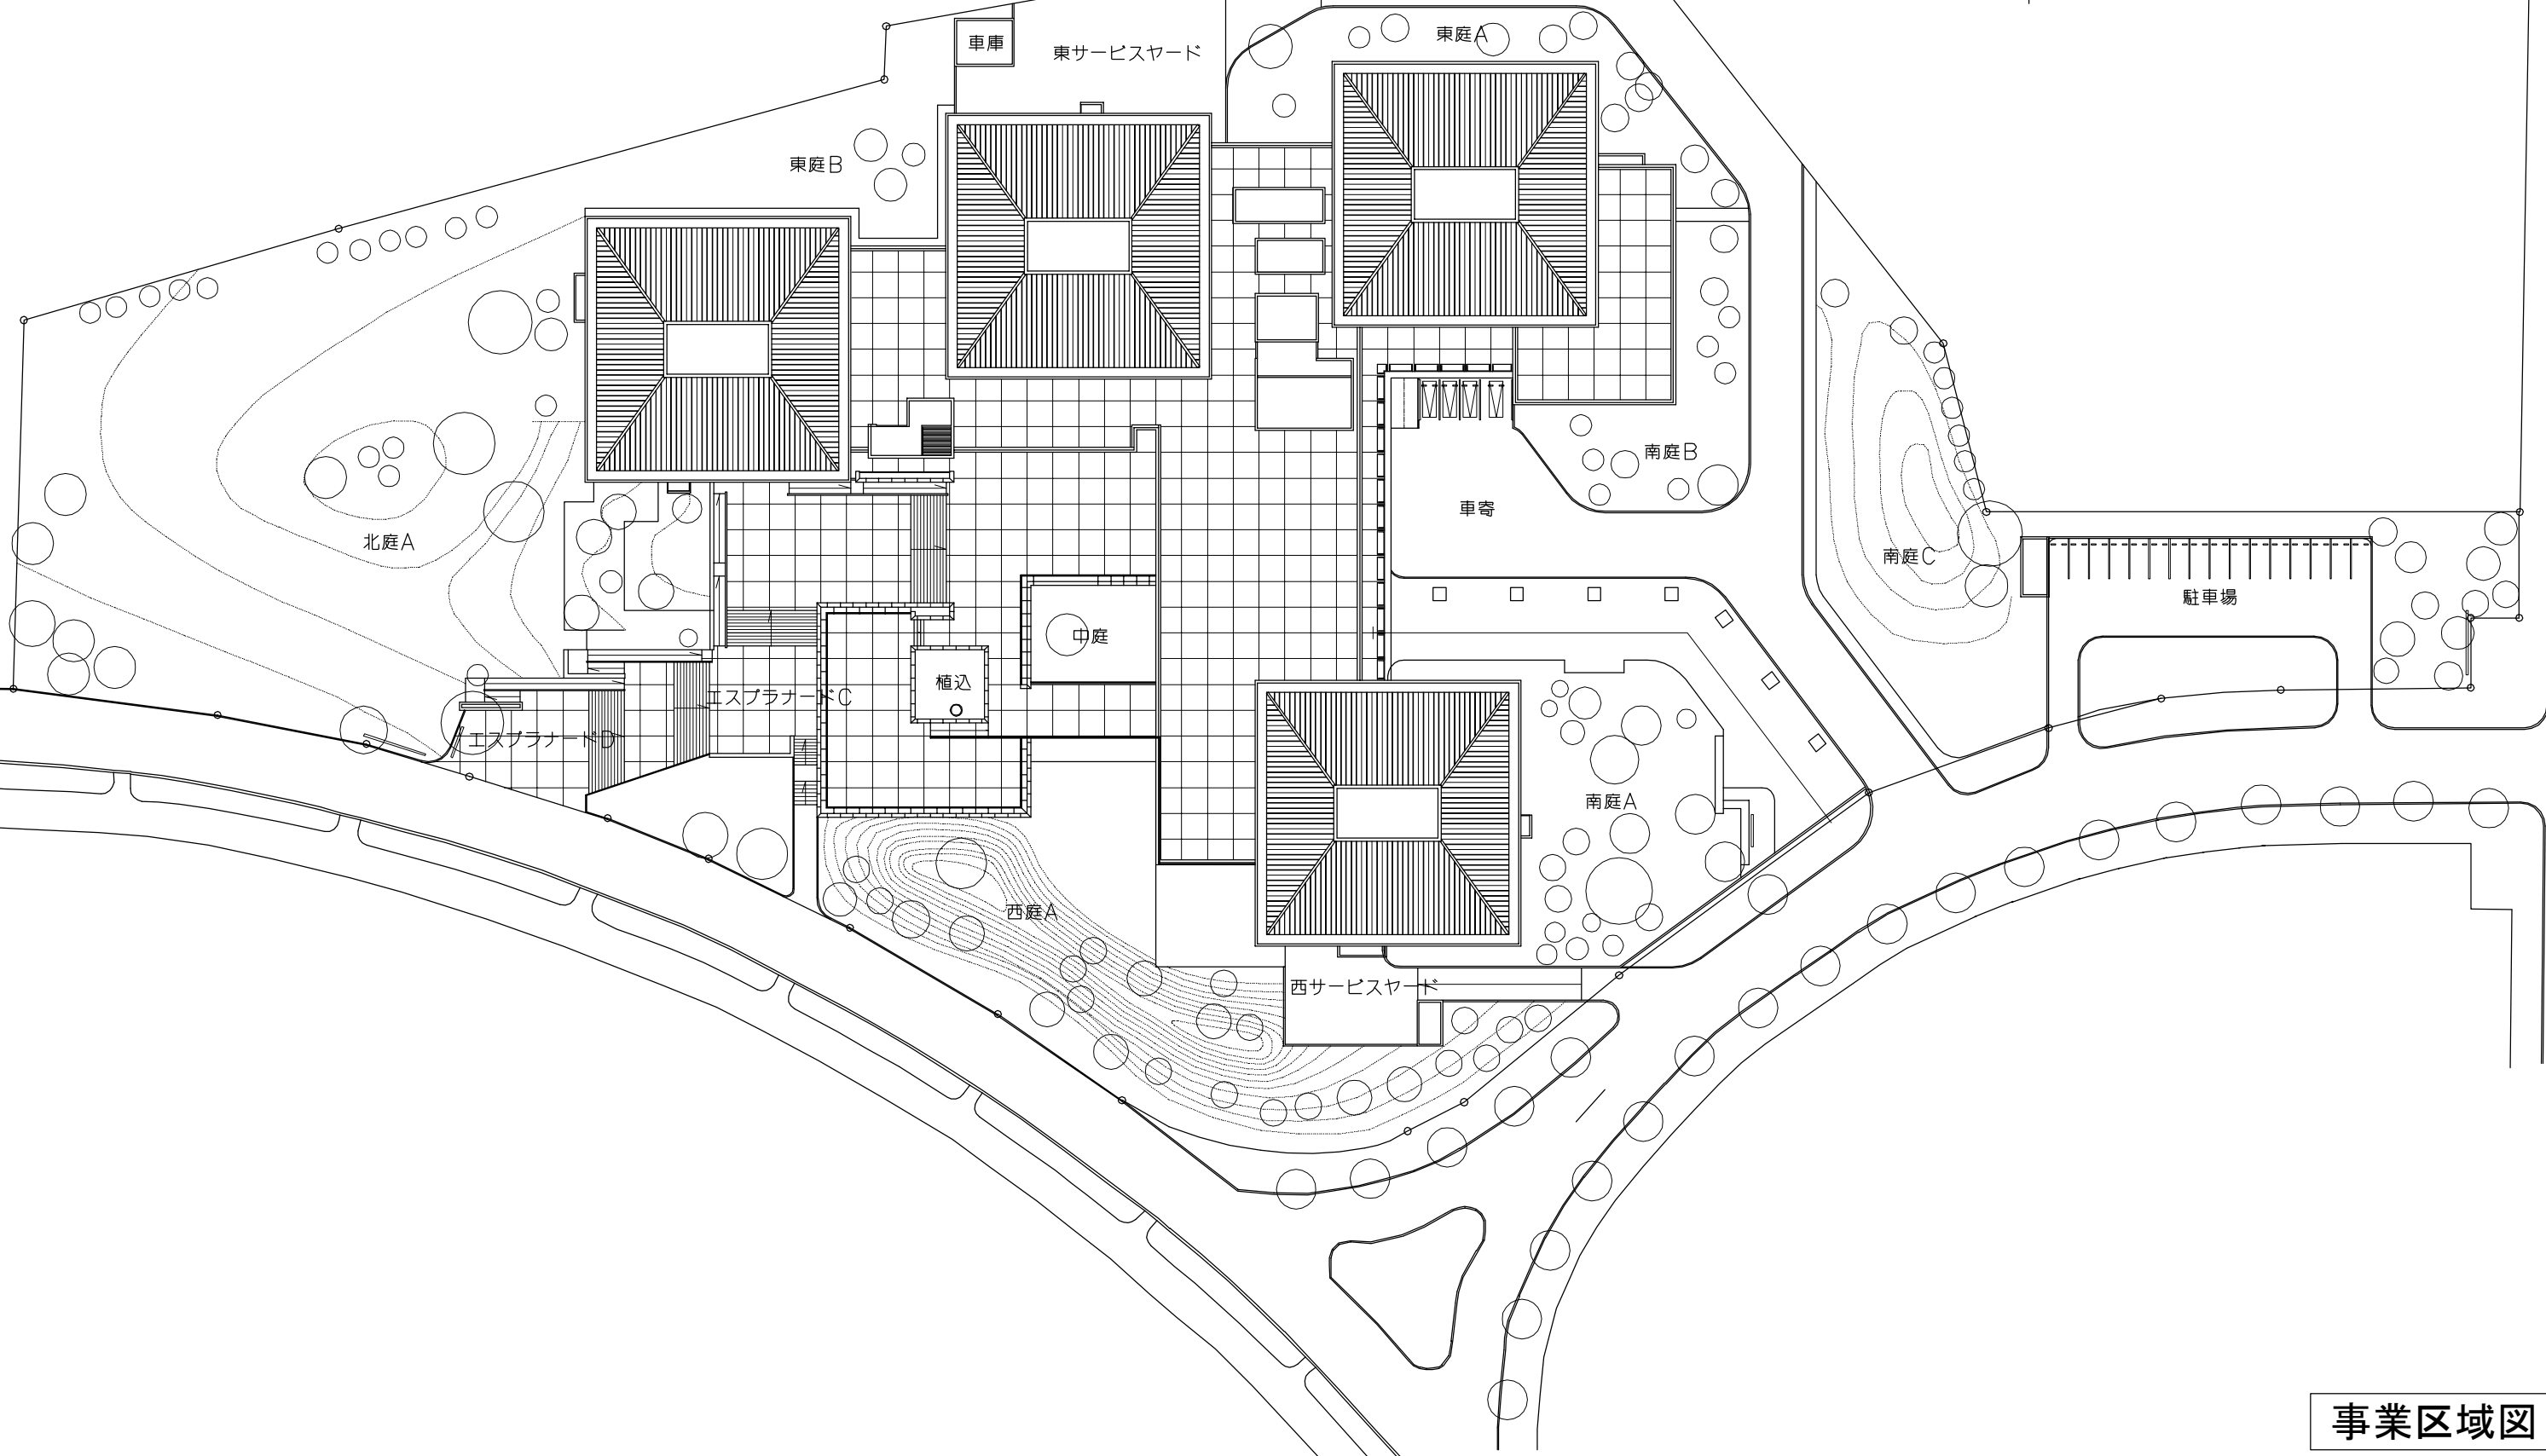 東庭A
車庫
東サービスヤード
東庭B
南庭B
車寄
北庭A
南庭C
駐車場
中庭
植込
エスプラナードC
エスプラナードD
南庭A
西庭A
西サービスヤード
事業区域図